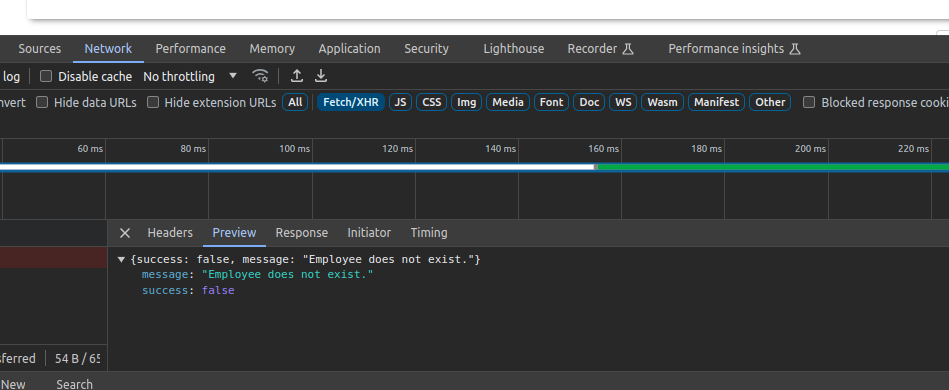 Sources Network Performance Memory Application Security Lighthouse Recorder Performance insights
log Disable cache No throttling
nvert Hide data URLs Hide extension URLs All Fetch/XHR JS CSS Img Media Font Doc WS Wasm Manifest Other Blocked response cooki
60 ms 80 ms 100 ms 120 ms 140 ms 160 ms 180 ms 200 ms 220 ms
Headers Preview Response Initiator Timing
{success: false, message: "Employee does not exist."}
message: "Employee does not exist."
success: false
sferred 54 B / 65
New Search